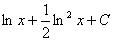 ln x + 1/2 ln² x + C